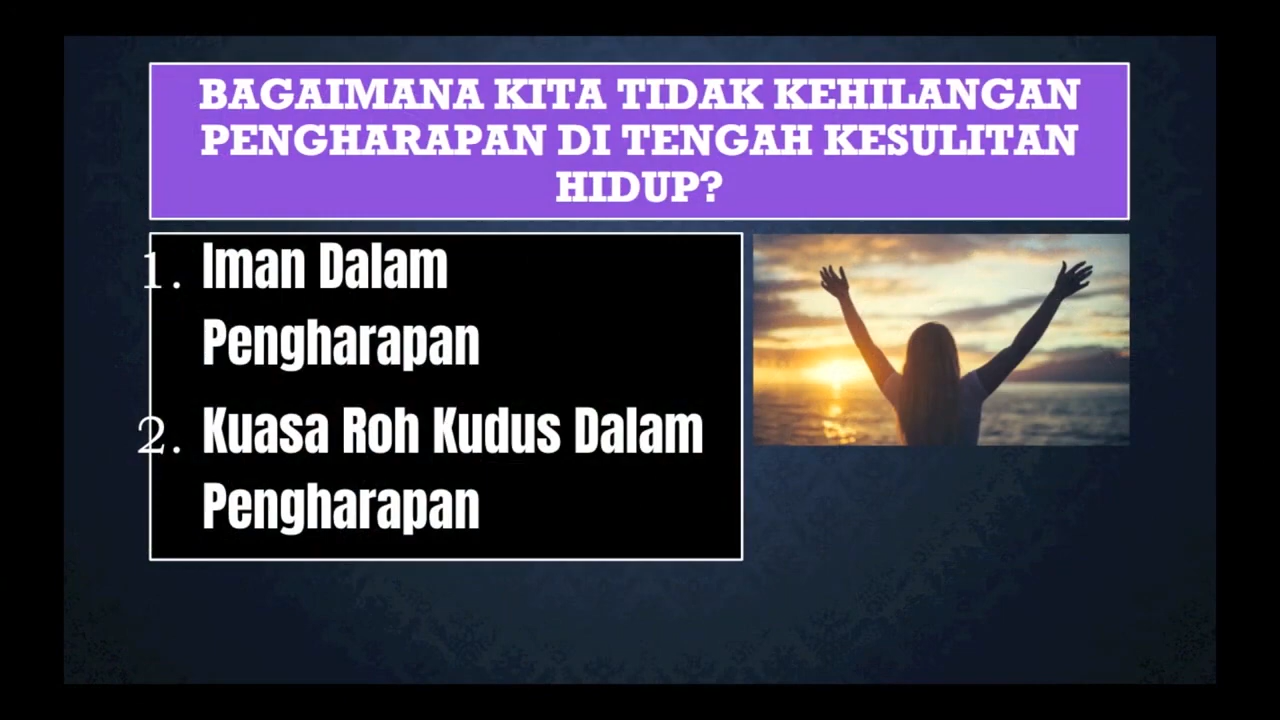 BAGAIMANA KITA TIDAK KEHILANGAN
PENGHARAPAN DI TENGAH KESULITAN
HIDUP?
1. Iman Dalam
Pengharapan
2. Kuasa Roh Kudus Dalam
Pengharapan